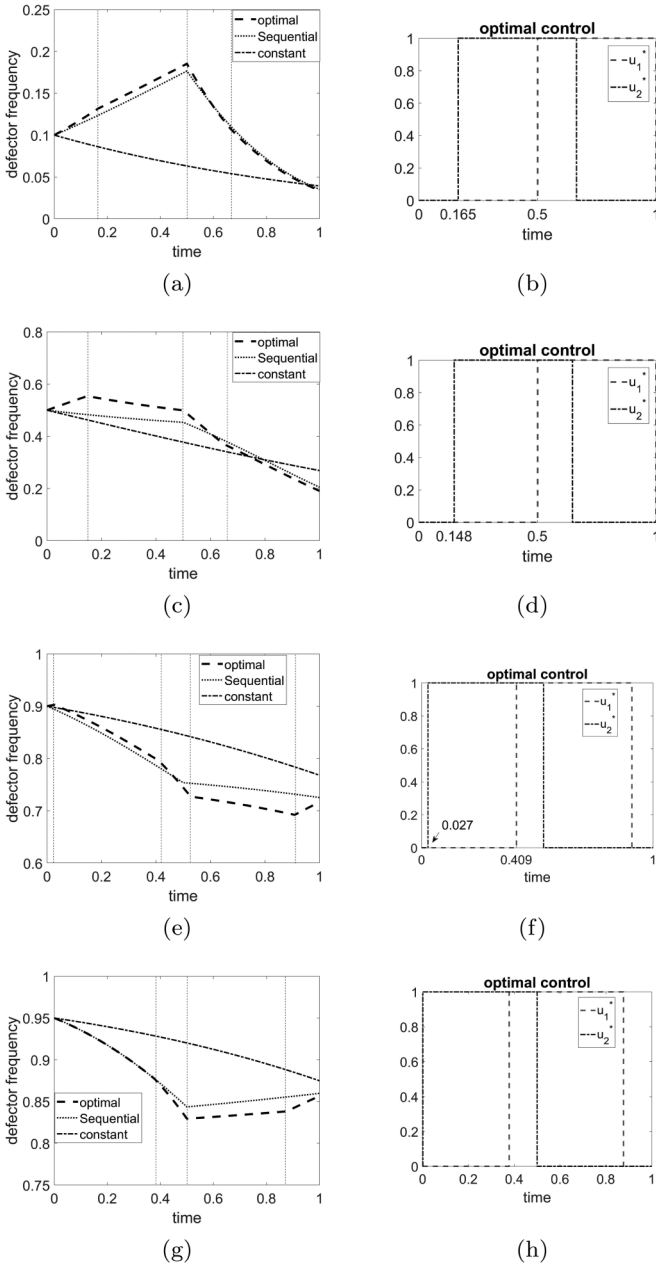 0.25
0.2
0.15
0.1
0.05
0
defector frequency
optimal
Sequential
constant
0 0.2 0.4 0.6 0.8 1
time
(a)
optimal control
1
0.8
0.6
0.4
0.2
0
u1*
u2*
0 0.165 0.5 1
time
(b)
0.8
0.6
0.4
0.2
0
defector frequency
optimal
Sequential
constant
0 0.2 0.4 0.6 0.8 1
time
(c)
optimal control
1
0.8
0.6
0.4
0.2
0
u1*
u2*
0 0.148 0.5 1
time
(d)
1
0.9
0.8
0.7
0.6
defector frequency
optimal
Sequential
constant
0 0.2 0.4 0.6 0.8 1
time
(e)
optimal control
1
0.8
0.6
0.4
0.2
0
u1*
u2*
0.027
0 0.409 1
time
(f)
1
0.95
0.9
0.85
0.8
0.75
defector frequency
optimal
Sequential
constant
0 0.2 0.4 0.6 0.8 1
time
(g)
optimal control
1
0.8
0.6
0.4
0.2
0
u1*
u2*
0 0.2 0.4 0.6 0.8 1
time
(h)